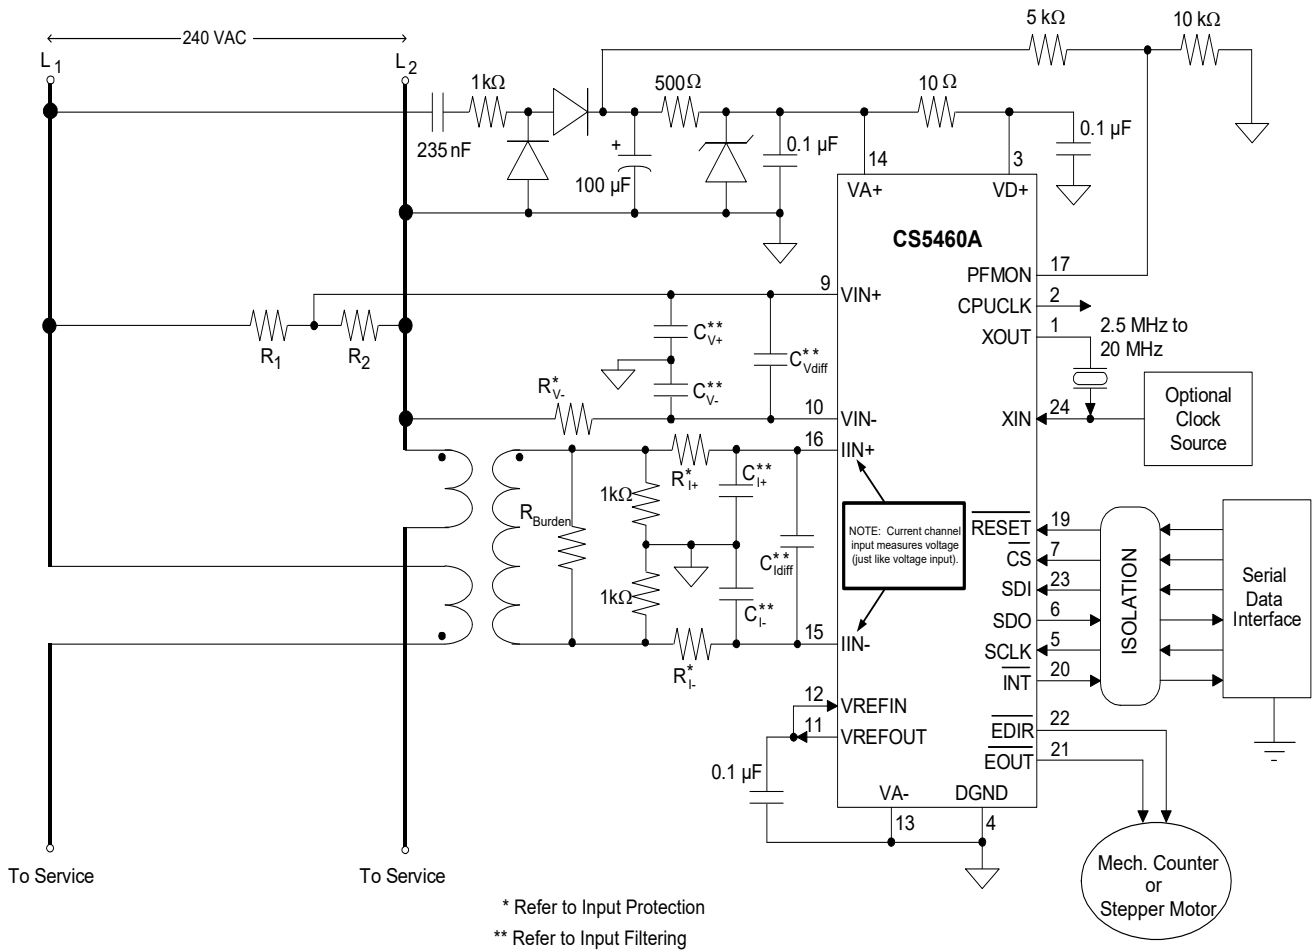 5 kΩ
10 kΩ
240 VAC
L1
L2
1kΩ
500Ω
10 Ω
235 nF
+
100 µF
0.1 µF
0.1 µF
14
3
VA+
VD+
CS5460A
17
PFMON
9
VIN+
2
CPUCLK
1
XOUT
2.5 MHz to
20 MHz
R1
R2
CV+**
CVdiff**
CV-**
RV-*
10
VIN-
24
XIN
Optional
Clock
Source
16
IIN+
RI+*
CI+**
1kΩ
RBurden
NOTE: Current channel
input measures voltage
(just like voltage input).
CIdiff**
1kΩ
CI-**
15
IIN-
RI-*
RESET
19
CS
7
SDI
23
SDO
6
SCLK
5
INT
20
ISOLATION
Serial
Data
Interface
12
VREFIN
11
VREFOUT
EDIR
22
EOUT
21
0.1 µF
VA-
DGND
13
4
Mech. Counter
or
Stepper Motor
To Service
To Service
* Refer to Input Protection
** Refer to Input Filtering